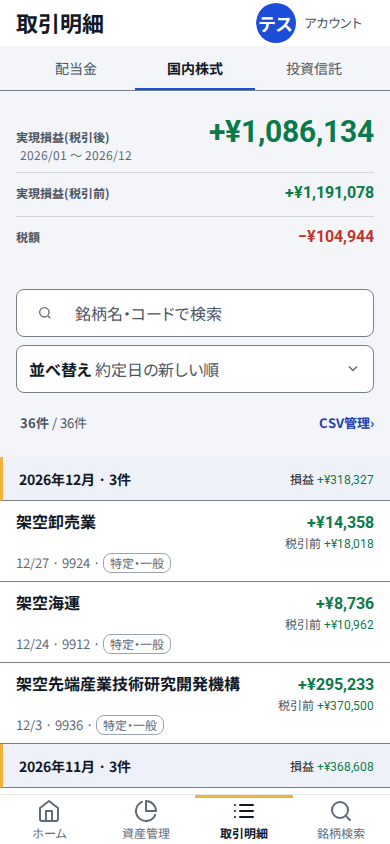 取引明細
テス アカウント
配当金 国内株式 投資信託
実現損益(税引後) +¥1,086,134
2026/01 〜 2026/12
実現損益(税引前) +¥1,191,078
税額 −¥104,944
銘柄名・コードで検索
並べ替え 約定日の新しい順
36件 / 36件 CSV管理›
2026年12月・3件 損益 +¥318,327
架空卸売業 +¥14,358
税引前 +¥18,018
12/27・9924・特定・一般
架空海運 +¥8,736
税引前 +¥10,962
12/24・9912・特定・一般
架空先端産業技術研究開発機構 +¥295,233
税引前 +¥370,500
12/3・9936・特定・一般
2026年11月・3件 損益 +¥368,608
ホーム 資産管理 取引明細 銘柄検索